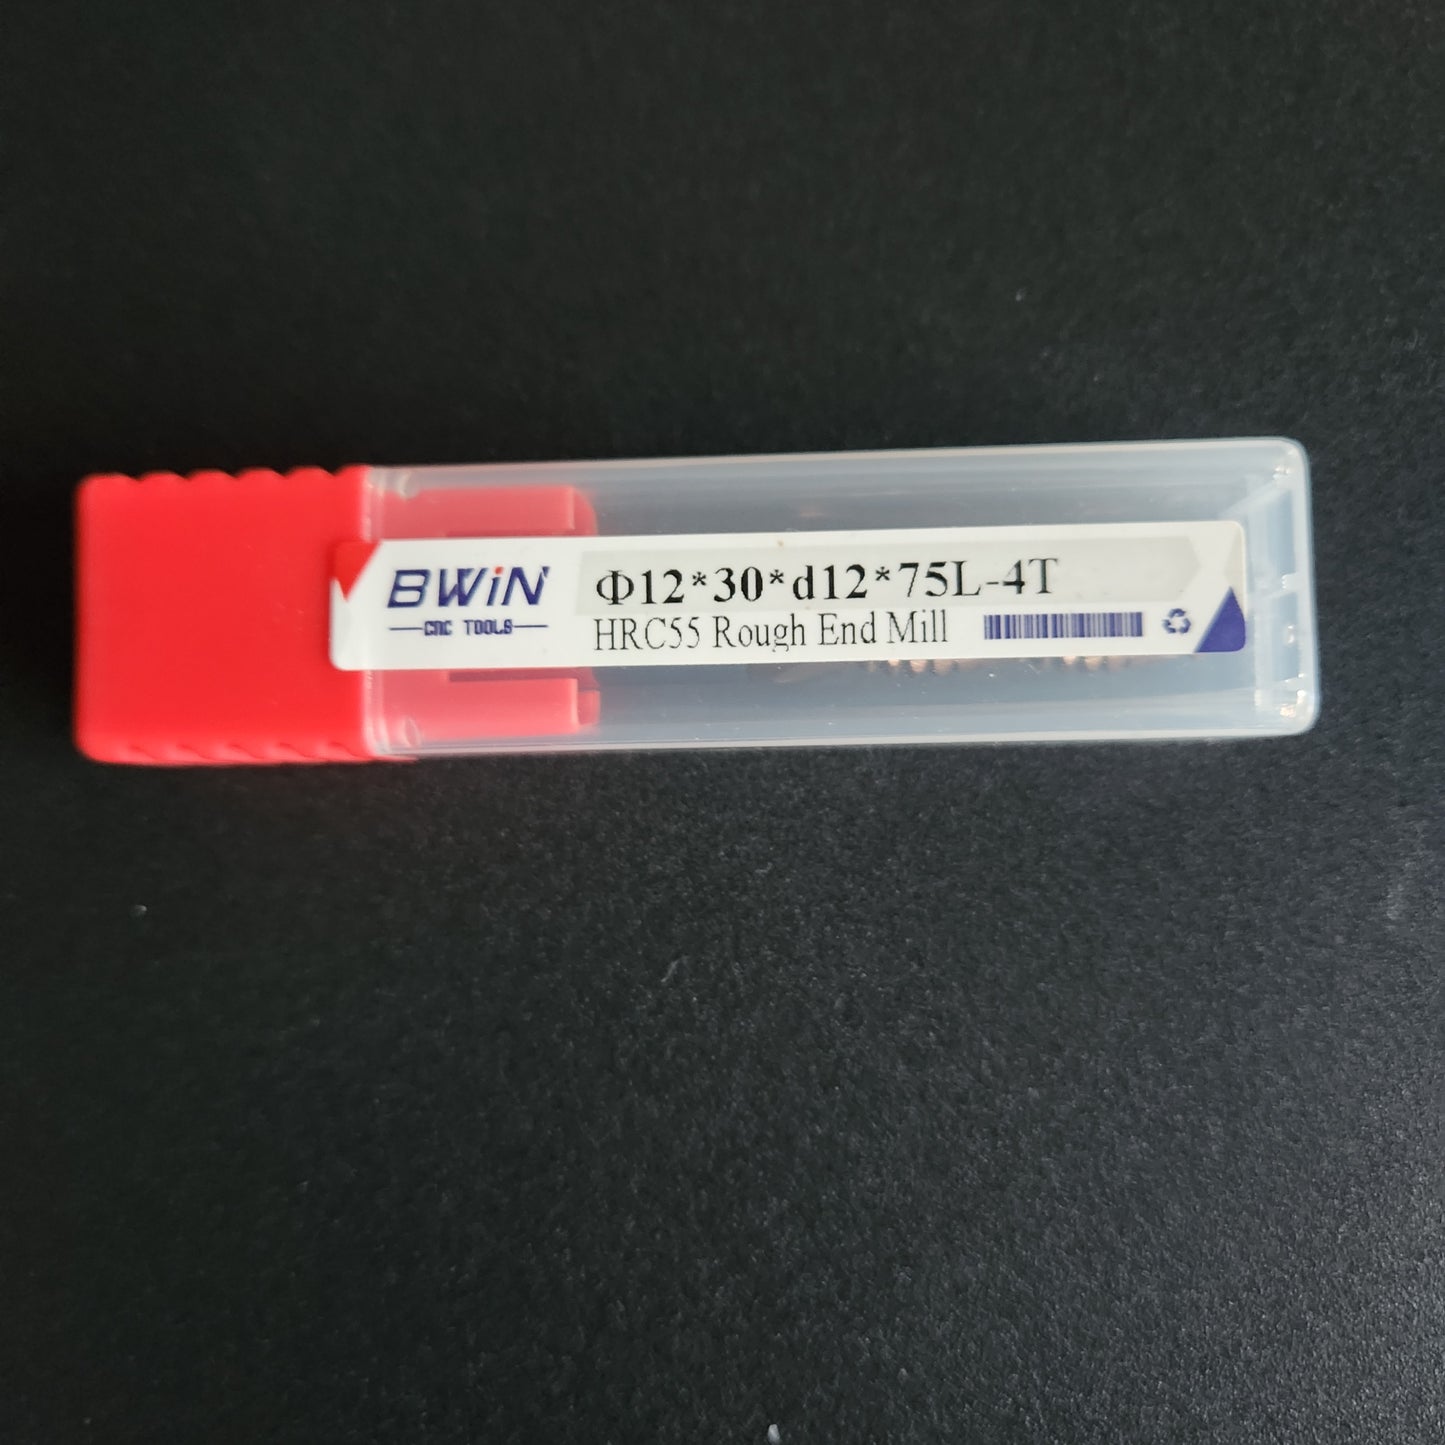 BWiN
CNC TOOLS
Φ12*30*d12*75L-4T
HRC55 Rough End Mill